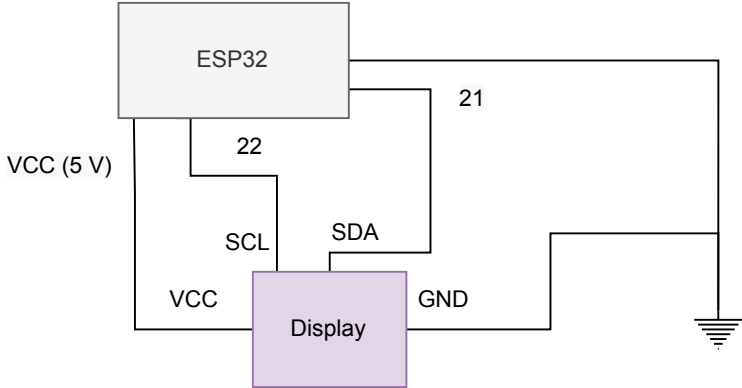 ESP32
21
22
VCC (5 V)
SCL
SDA
VCC
GND
Display